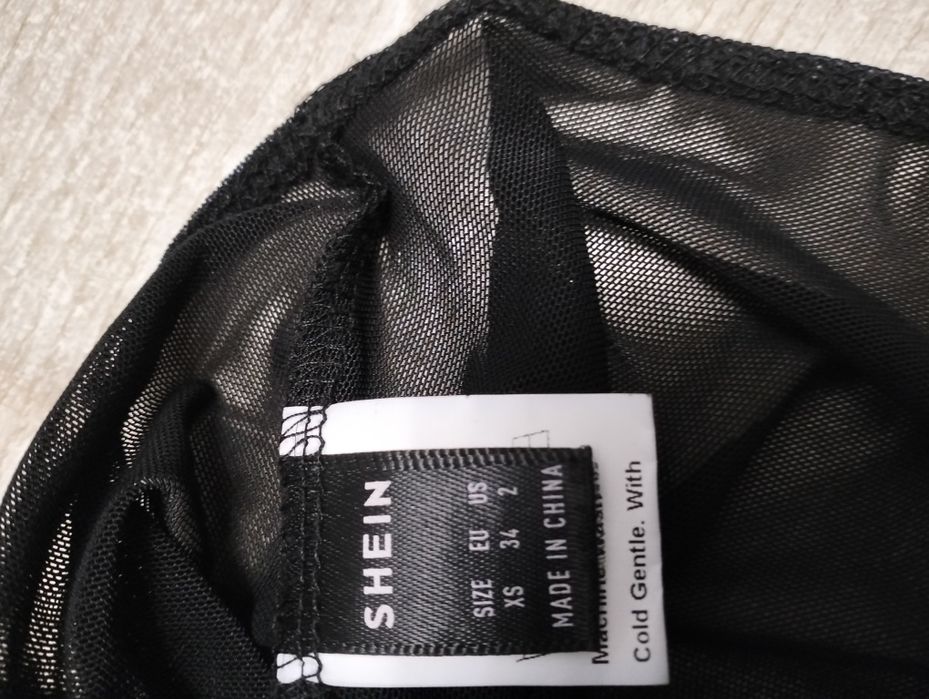 SHEIN
SIZE EU US
XS 34 2
MADE IN CHINA
Cold Gentle. With